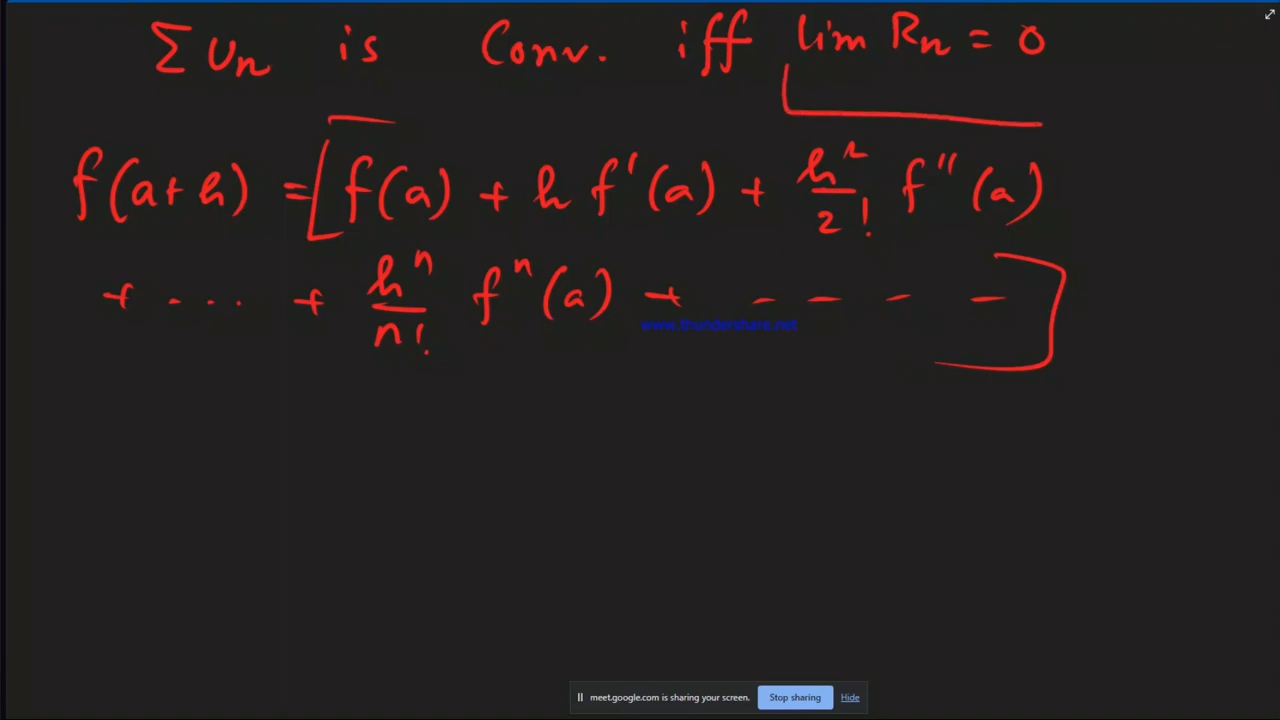 Σ Un is Conv. iff lim Rn = 0
f(a+h) = [f(a) + h f'(a) + h²/2! f''(a)
+ ... + hⁿ/n! fⁿ(a) + - - - - ]
www.thundershare.net
meet.google.com is sharing your screen. Stop sharing Hide